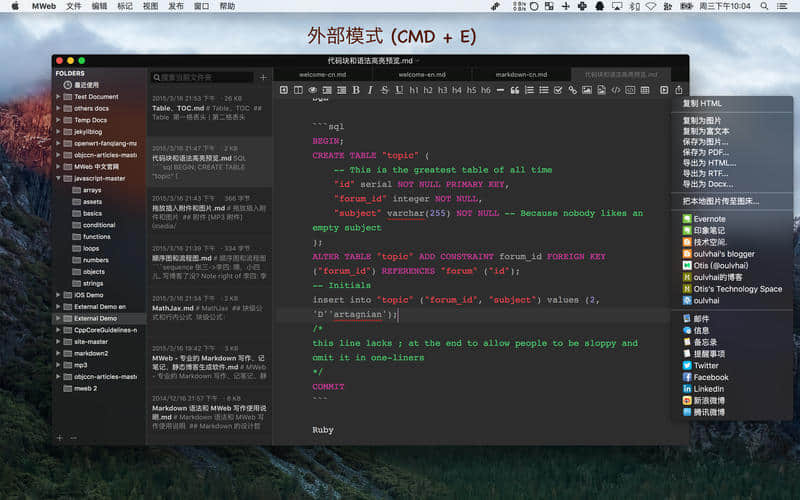 MWeb 文件 编辑 标记 视图 发布 窗口 帮助
0 B/s
0 B/s
周三下午10:04
外部模式 (CMD + E)
代码块和语法高亮预览.md
FOLDERS
最近使用
Test Document
others docs
Temp Docs
jekyllblog
openwrt-fanqiang-ma
objccn-articles-maste
MWeb 中文官网
javascript-master
arrays
assets
basics
conditional
functions
loops
numbers
objects
strings
iOS Demo
External Demo en
External Demo
CppCoreGuidelines-m
site-master
markdown2
mp3
objccn-articles-maste
mweb 2
搜索当前文件夹
2015/3/16 21:53 下午 · 26 KB
Table、TOC.md # Table、TOC ## Table 第一格表头 | 第二格表头
2015/3/16 21:47 下午 · 2 KB
代码块和语法高亮预览.md SQL ```sql BEGIN; CREATE TABLE "topic" (
2015/3/16 21:43 下午 · 366 字节
拖放插入附件和图片.md # 拖放插入附件和图片 ## 附件 [MP3 附件](media/
2015/3/16 21:39 下午 · 334 字节
顺序图和流程图.md # 顺序图和流程图 ```sequence 张三->李四: 嘿,小四儿, 写博客了没? Note right of 李四: 李
2015/3/16 21:54 下午 · 2 KB
MathJax.md # MathJax ## 块级公式和行内公式 块级公式:
2015/3/16 19:42 下午 · 3 KB
MWeb - 专业的 Markdown 写作、记笔记、静态博客生成软件.md # MWeb - 专业的 Markdown 写作、记笔记、静
2014/12/16 21:57 下午 · 8 KB
Markdown 语法和 MWeb 写作使用说明.md # Markdown 语法和 MWeb 写作使用说明 ## Markdown 的设计哲
welcome-cn.md welcome-en.md markdown-cn.md 代码块和语法高亮预览.md
B I S U h1 h2 h3 h4 h5 h6
```sql
BEGIN;
CREATE TABLE "topic" (
-- This is the greatest table of all time
"id" serial NOT NULL PRIMARY KEY,
"forum_id" integer NOT NULL,
"subject" varchar(255) NOT NULL -- Because nobody likes an
empty subject
);
ALTER TABLE "topic" ADD CONSTRAINT forum_id FOREIGN KEY
("forum_id") REFERENCES "forum" ("id");
-- Initials
insert into "topic" ("forum_id", "subject") values (2,
'D''artagnian');
/*
this line lacks ; at the end to allow people to be sloppy and
omit it in one-liners
*/
COMMIT
```
Ruby
复制 HTML
复制为图片
复制为富文本
保存为图片...
保存为 PDF...
导出为 HTML...
导出为 RTF...
导出为 Docx...
把本地图片传至图床...
Evernote
印象笔记
技术空间.
oulvhai's blogger
Otis (@oulvhai)
oulvhai的博客
Otis's Technology Space
oulvhai
邮件
信息
备忘录
提醒事项
Twitter
Facebook
LinkedIn
新浪微博
腾讯微博